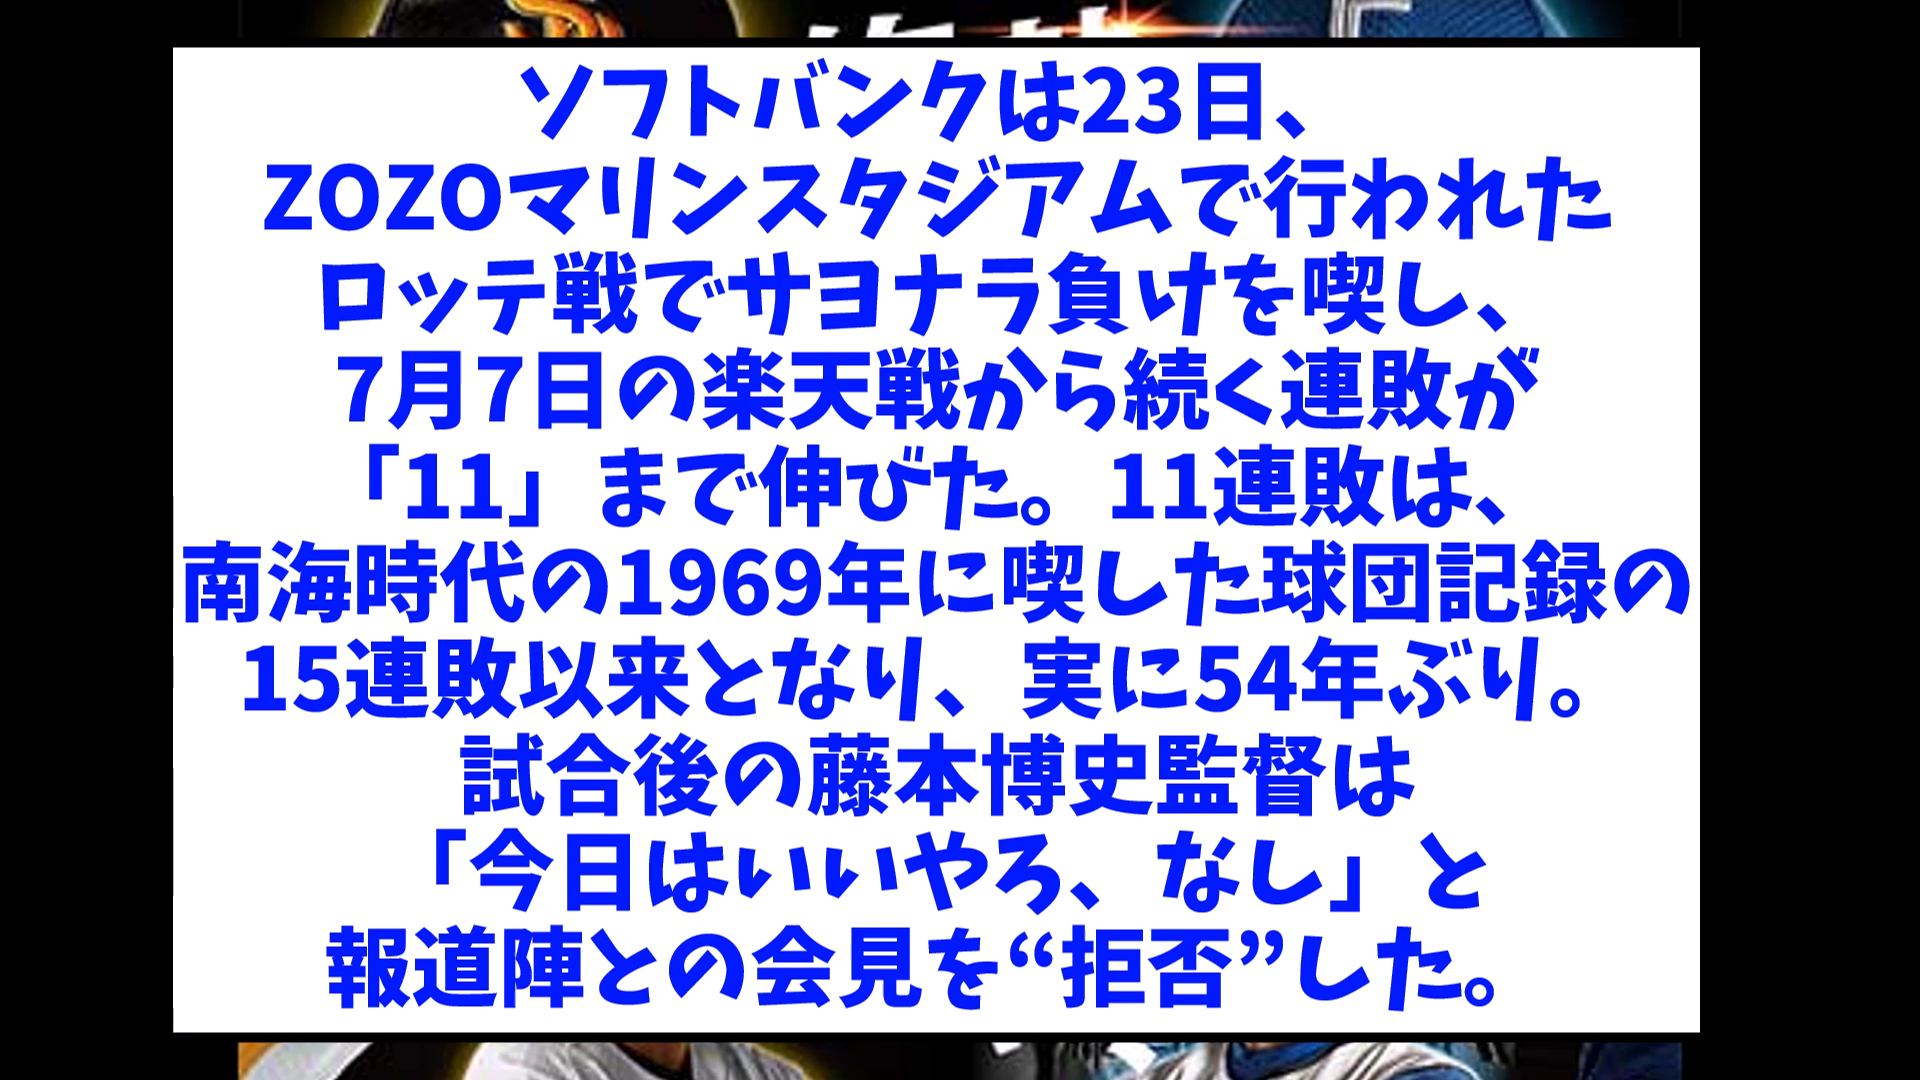 ソフトバンクは23日、
ZOZOマリンスタジアムで行われた
ロッテ戦でサヨナラ負けを喫し、
7月7日の楽天戦から続く連敗が
「11」まで伸びた。11連敗は、
南海時代の1969年に喫した球団記録の
15連敗以来となり、実に54年ぶり。
試合後の藤本博史監督は
「今日はいいやろ、なし」と
報道陣との会見を“拒否”した。